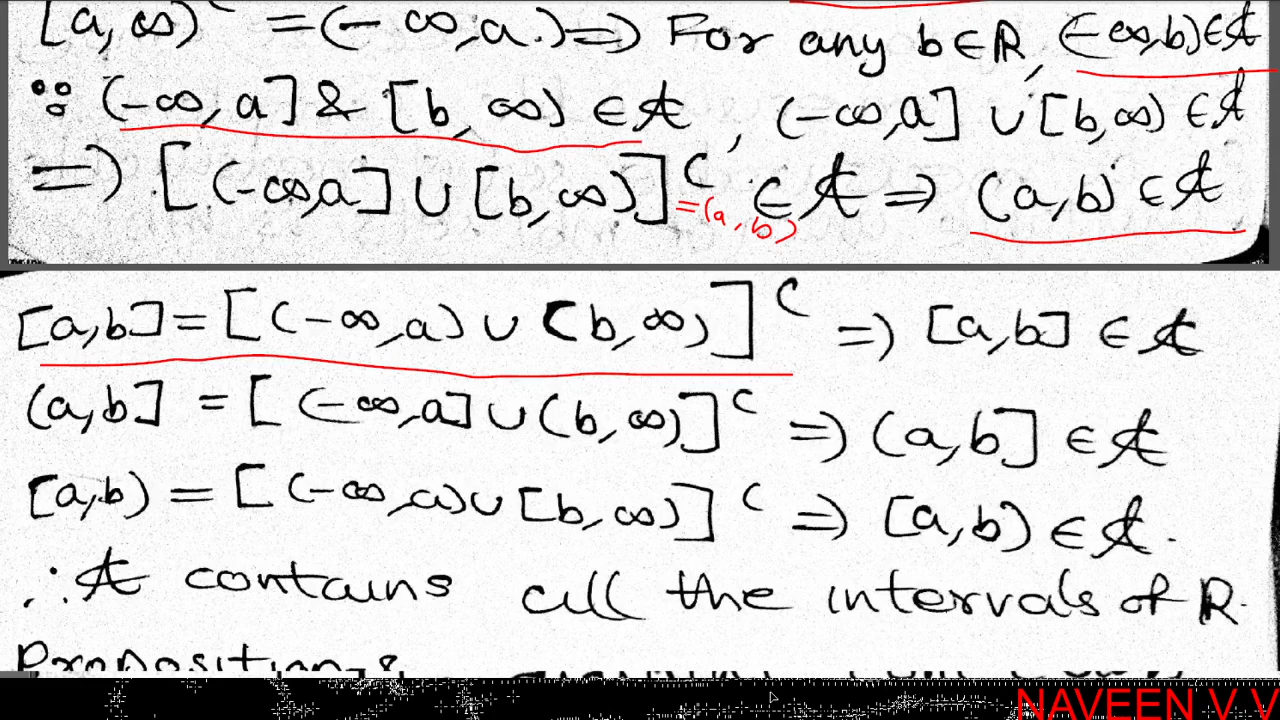 [a, ∞)ᶜ = (-∞, a) ⇒ For any b ∈ R, (-∞, b) ∈ 𝒜
∵ (-∞, a] & [b, ∞) ∈ 𝒜, (-∞, a] ∪ [b, ∞) ∈ 𝒜
⇒ [(-∞, a] ∪ [b, ∞)]ᶜ = (a, b) ∈ 𝒜 ⇒ (a, b) ∈ 𝒜
[a, b] = [(-∞, a) ∪ (b, ∞)]ᶜ ⇒ [a, b] ∈ 𝒜
(a, b] = [(-∞, a] ∪ (b, ∞)]ᶜ ⇒ (a, b] ∈ 𝒜
[a, b) = [(-∞, a) ∪ [b, ∞)]ᶜ ⇒ [a, b) ∈ 𝒜.
∴ 𝒜 contains all the intervals of R.
NAVEEN V V